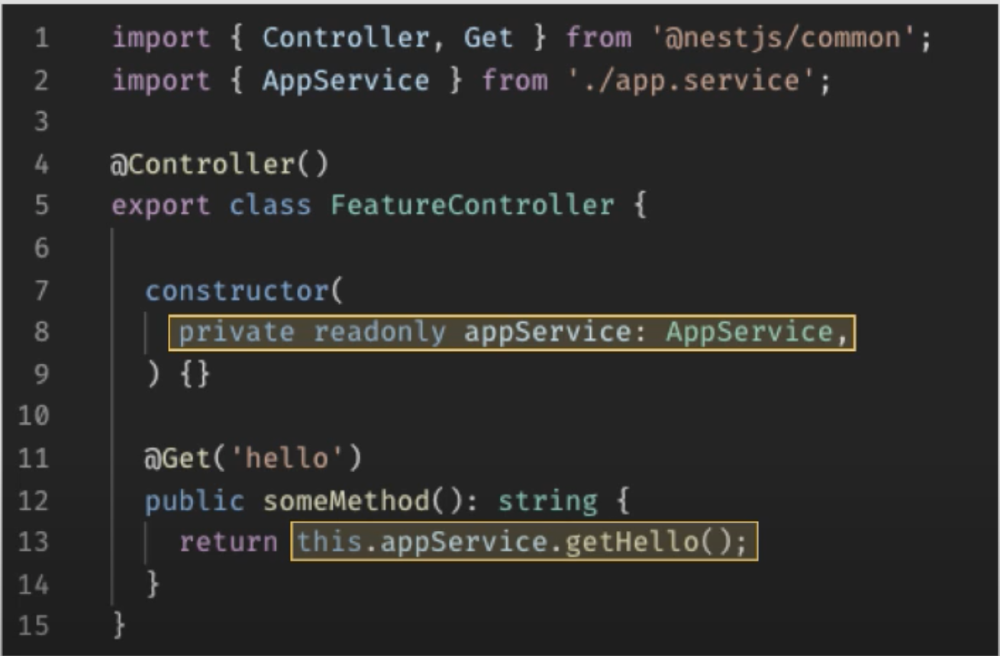 1 import { Controller, Get } from '@nestjs/common';
2 import { AppService } from './app.service';
3
4 @Controller()
5 export class FeatureController {
6
7 constructor(
8 private readonly appService: AppService,
9 ) {}
10
11 @Get('hello')
12 public someMethod(): string {
13 return this.appService.getHello();
14 }
15 }